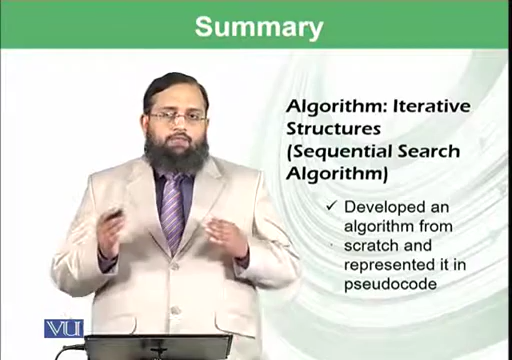 Summary
Algorithm: Iterative
Structures
(Sequential Search
Algorithm)
✓ Developed an
algorithm from
scratch and
represented it in
pseudocode
VU